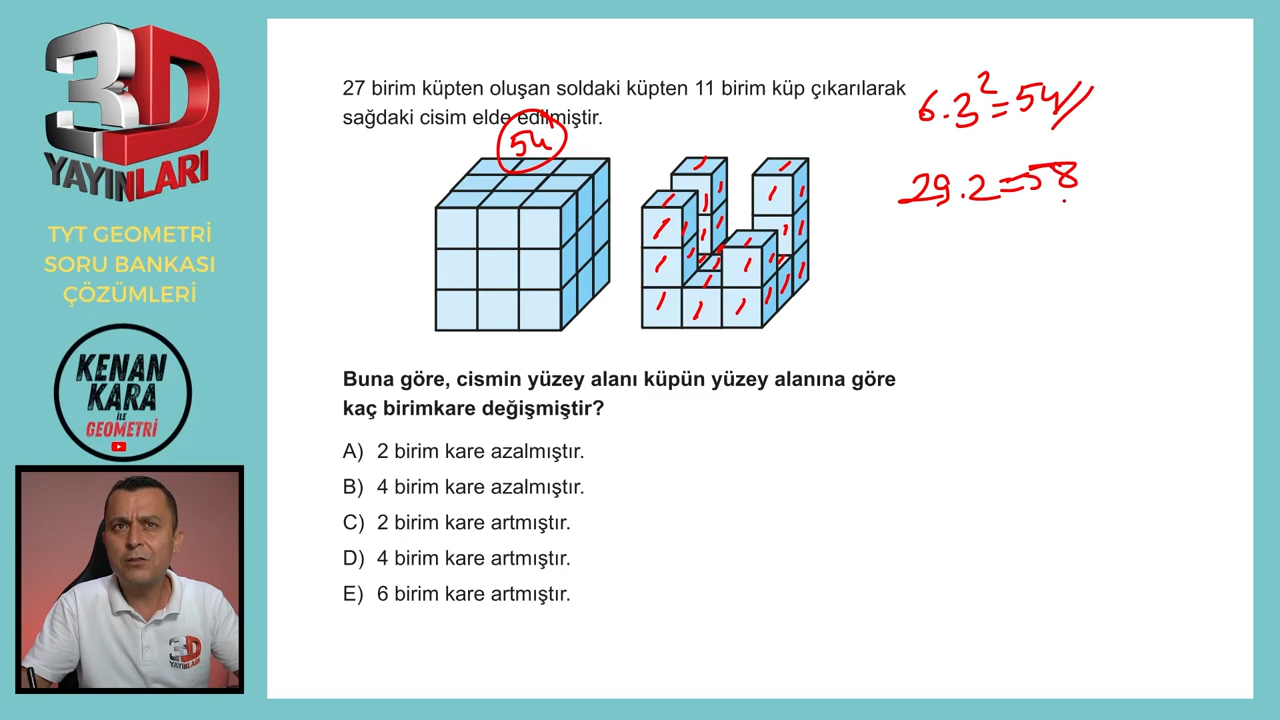 3D
YAYINLARI
TYT GEOMETRİ
SORU BANKASI
ÇÖZÜMLERİ
KENAN
KARA
İLE
GEOMETRİ
3D
YAYINLARI
27 birim küpten oluşan soldaki küpten 11 birim küp çıkarılarak
sağdaki cisim elde edilmiştir.
54
6.3²=54//
29.2=58
Buna göre, cismin yüzey alanı küpün yüzey alanına göre
kaç birimkare değişmiştir?
A) 2 birim kare azalmıştır.
B) 4 birim kare azalmıştır.
C) 2 birim kare artmıştır.
D) 4 birim kare artmıştır.
E) 6 birim kare artmıştır.